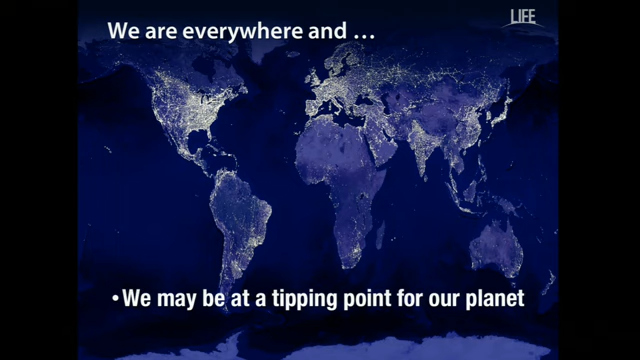 LIFE
We are everywhere and …
• We may be at a tipping point for our planet